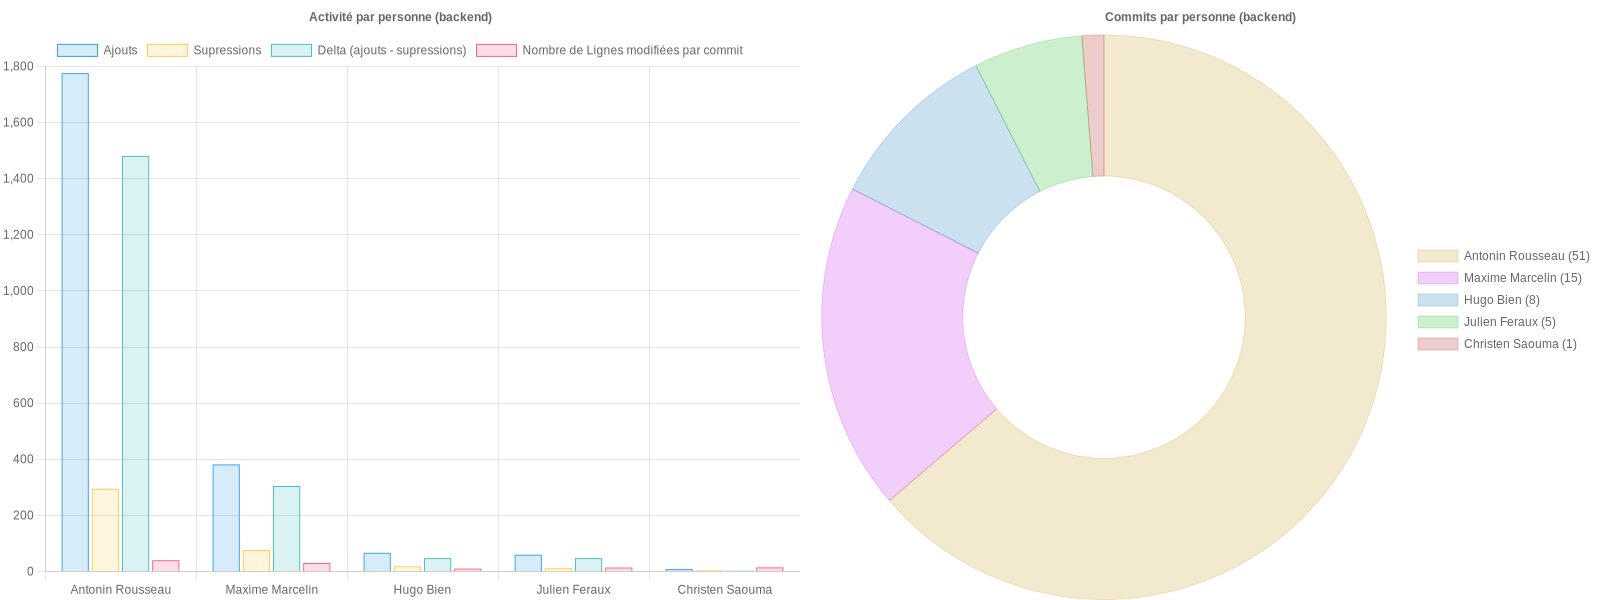 Activité par personne (backend)
Ajouts
Supressions
Delta (ajouts - supressions)
Nombre de Lignes modifiées par commit
1,800
1,600
1,400
1,200
1,000
800
600
400
200
0
Antonin Rousseau
Maxime Marcelin
Hugo Bien
Julien Feraux
Christen Saouma
Commits par personne (backend)
Antonin Rousseau (51)
Maxime Marcelin (15)
Hugo Bien (8)
Julien Feraux (5)
Christen Saouma (1)